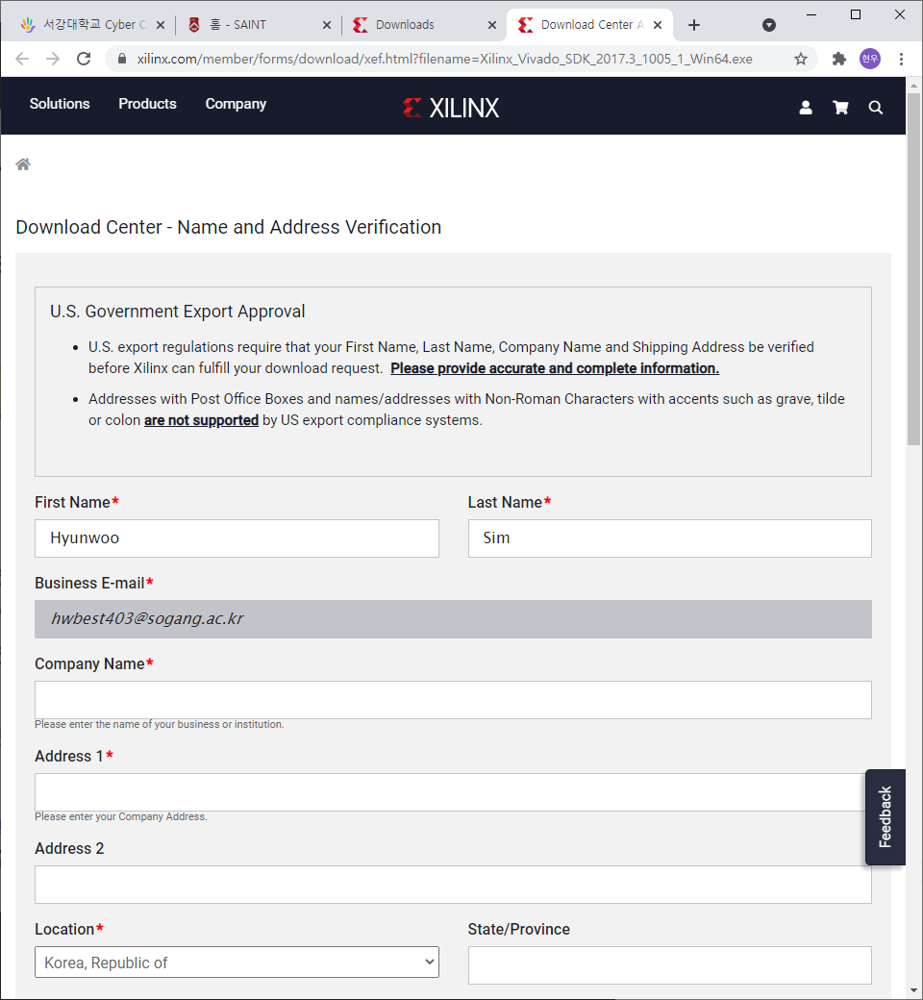 서강대학교 Cyber C
홈 - SAINT
Downloads
Download Center A
xilinx.com/member/forms/download/xef.html?filename=Xilinx_Vivado_SDK_2017.3_1005_1_Win64.exe
현우
Solutions
Products
Company
XILINX
Download Center - Name and Address Verification
U.S. Government Export Approval
• U.S. export regulations require that your First Name, Last Name, Company Name and Shipping Address be verified
before Xilinx can fulfill your download request. Please provide accurate and complete information.
• Addresses with Post Office Boxes and names/addresses with Non-Roman Characters with accents such as grave, tilde
or colon are not supported by US export compliance systems.
First Name*
Last Name*
Hyunwoo
Sim
Business E-mail*
hwbest403@sogang.ac.kr
Company Name*
Please enter the name of your business or institution.
Address 1*
Please enter your Company Address.
Feedback
Address 2
Location*
State/Province
Korea, Republic of